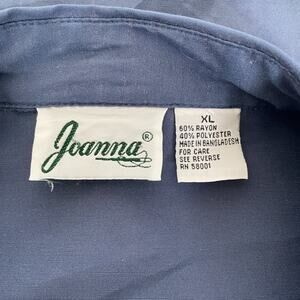 Joanna®
XL
60% RAYON
40% POLYESTER
MADE IN BANGLADESH
FOR CARE
SEE REVERSE
RN 58001